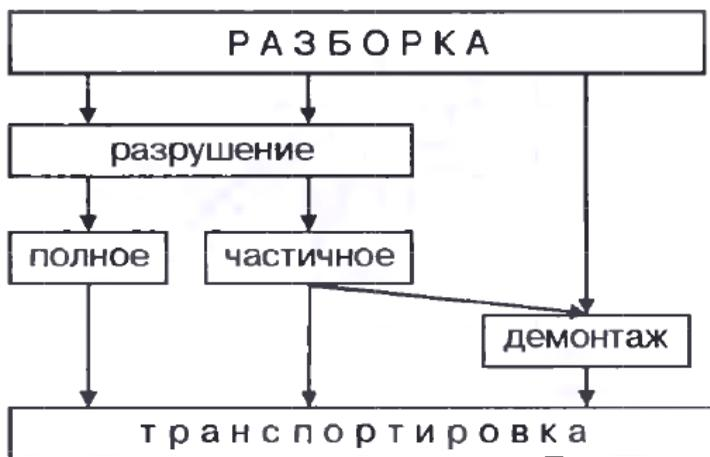 РАЗБОРКА
разрушение
полное
частичное
демонтаж
транспортировка